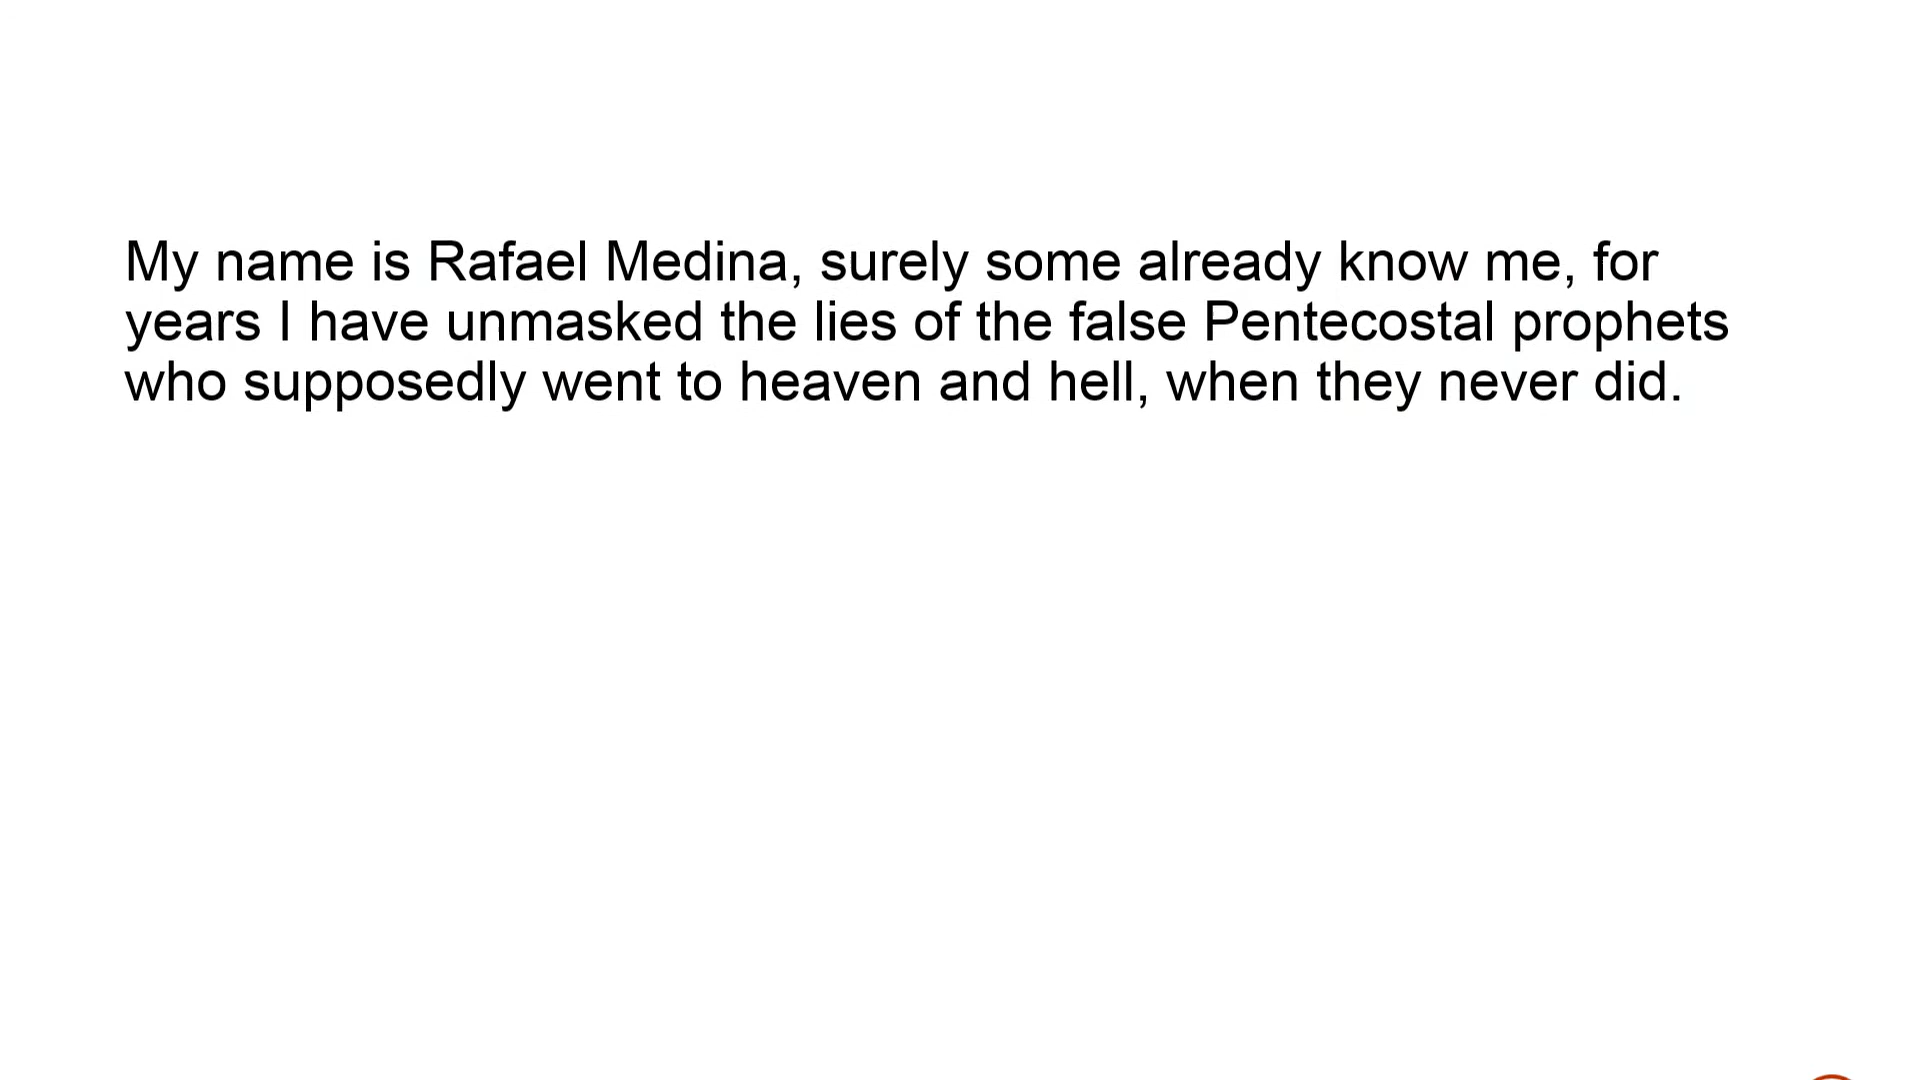 My name is Rafael Medina, surely some already know me, for
years I have unmasked the lies of the false Pentecostal prophets
who supposedly went to heaven and hell, when they never did.